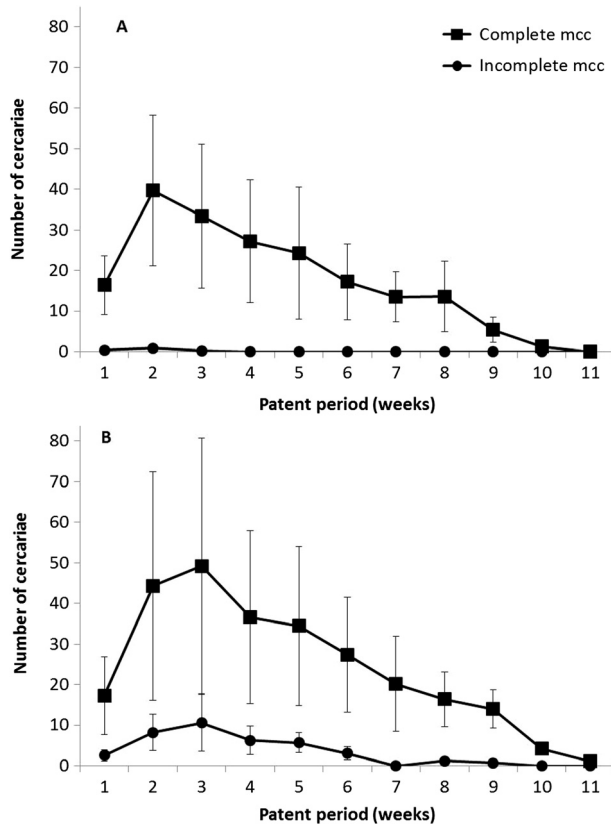 A
Complete mcc
Incomplete mcc
Number of cercariae
80
70
60
50
40
30
20
10
0
1 2 3 4 5 6 7 8 9 10 11
Patent period (weeks)
B
Number of cercariae
80
70
60
50
40
30
20
10
0
1 2 3 4 5 6 7 8 9 10 11
Patent period (weeks)